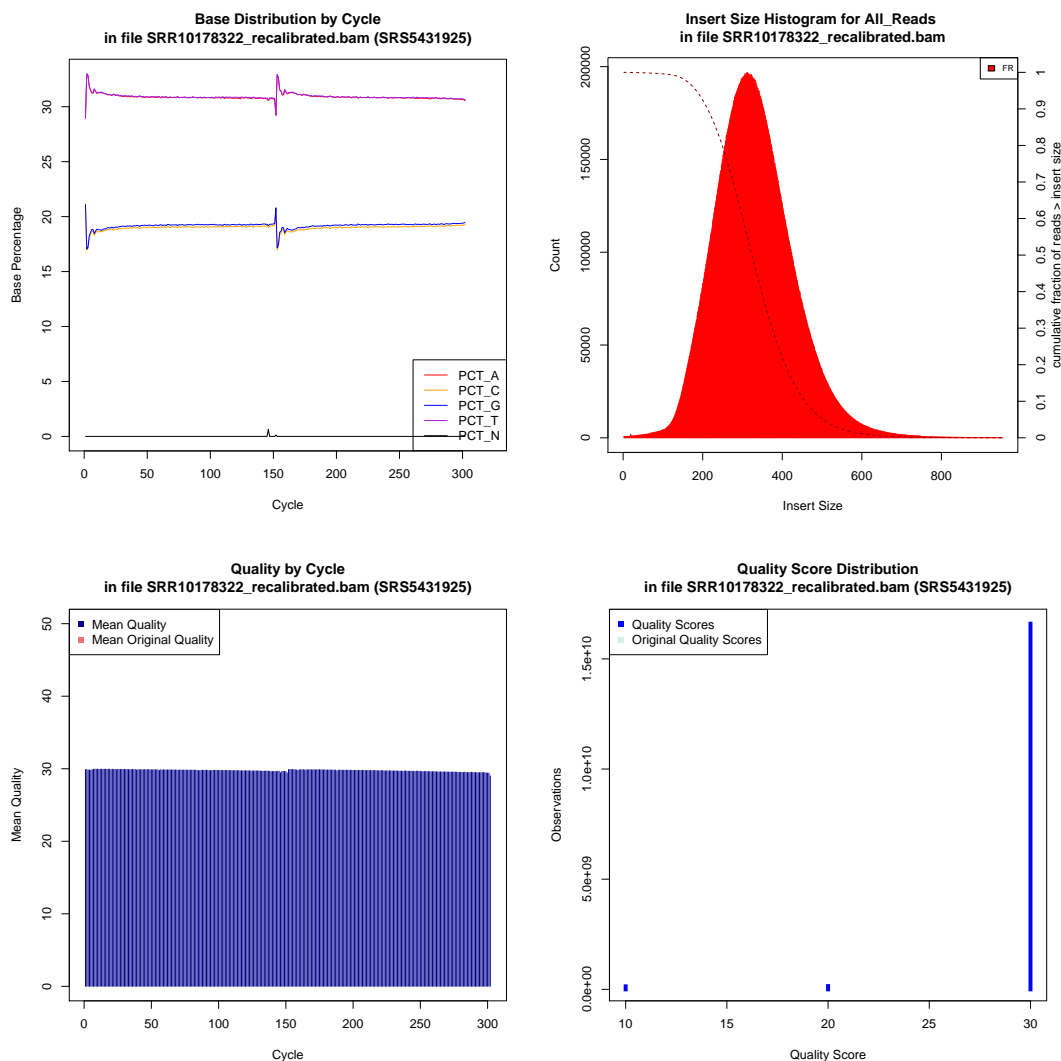 Base Distribution by Cycle
in file SRR10178322_recalibrated.bam (SRS5431925)
Base Percentage
0
5
10
15
20
25
30
PCT_A
PCT_C
PCT_G
PCT_T
PCT_N
0
50
100
150
200
250
300
Cycle
Insert Size Histogram for All_Reads
in file SRR10178322_recalibrated.bam
FR
Count
0
50000
100000
150000
200000
0
0.1
0.2
0.3
0.4
0.5
0.6
0.7
0.8
0.9
1
cumulative fraction of reads > insert size
0
200
400
600
800
Insert Size
Quality by Cycle
in file SRR10178322_recalibrated.bam (SRS5431925)
Mean Quality
Mean Original Quality
Mean Quality
0
10
20
30
40
50
0
50
100
150
200
250
300
Cycle
Quality Score Distribution
in file SRR10178322_recalibrated.bam (SRS5431925)
Quality Scores
Original Quality Scores
Observations
0.0e+00
5.0e+09
1.0e+10
1.5e+10
10
15
20
25
30
Quality Score